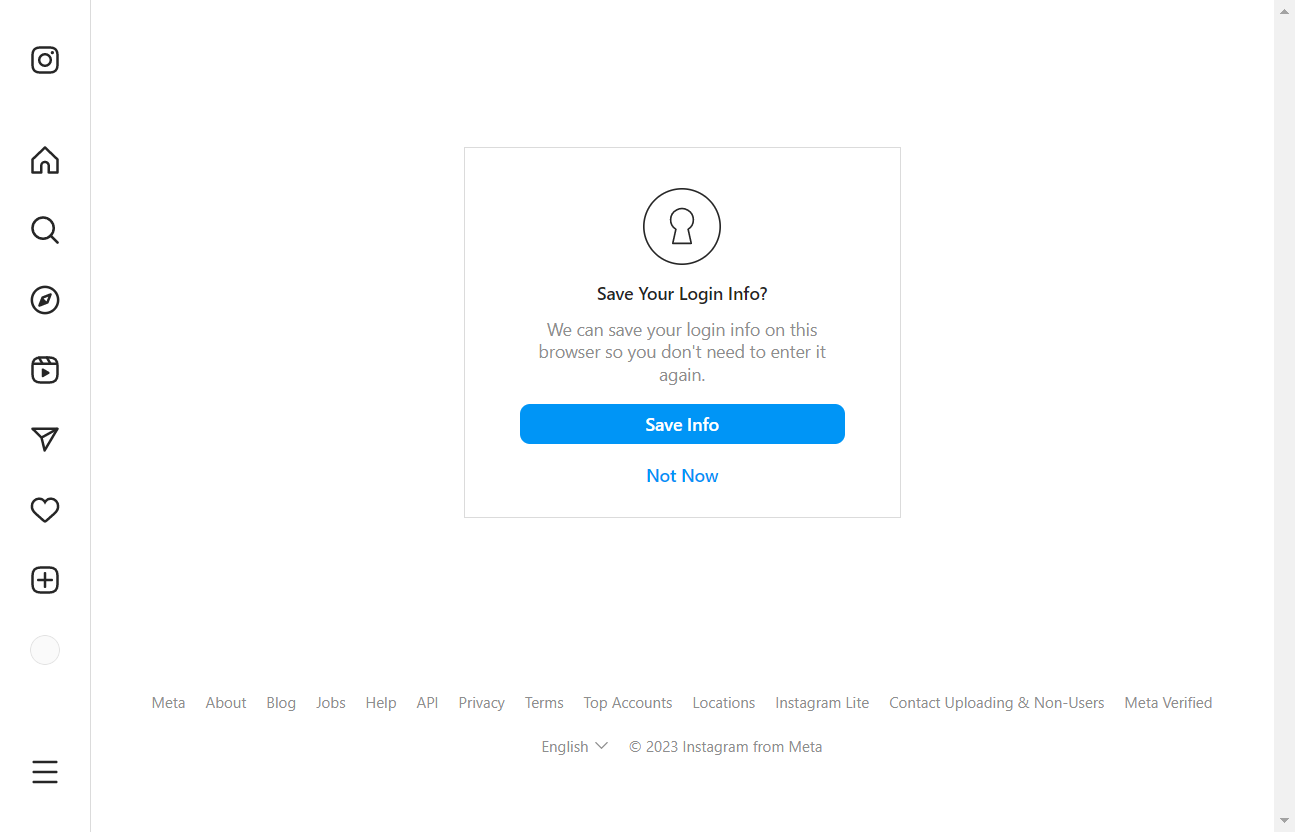 Save Your Login Info?
We can save your login info on this
browser so you don't need to enter it
again.
Save Info
Not Now
Meta About Blog Jobs Help API Privacy Terms Top Accounts Locations Instagram Lite Contact Uploading & Non-Users Meta Verified
English © 2023 Instagram from Meta